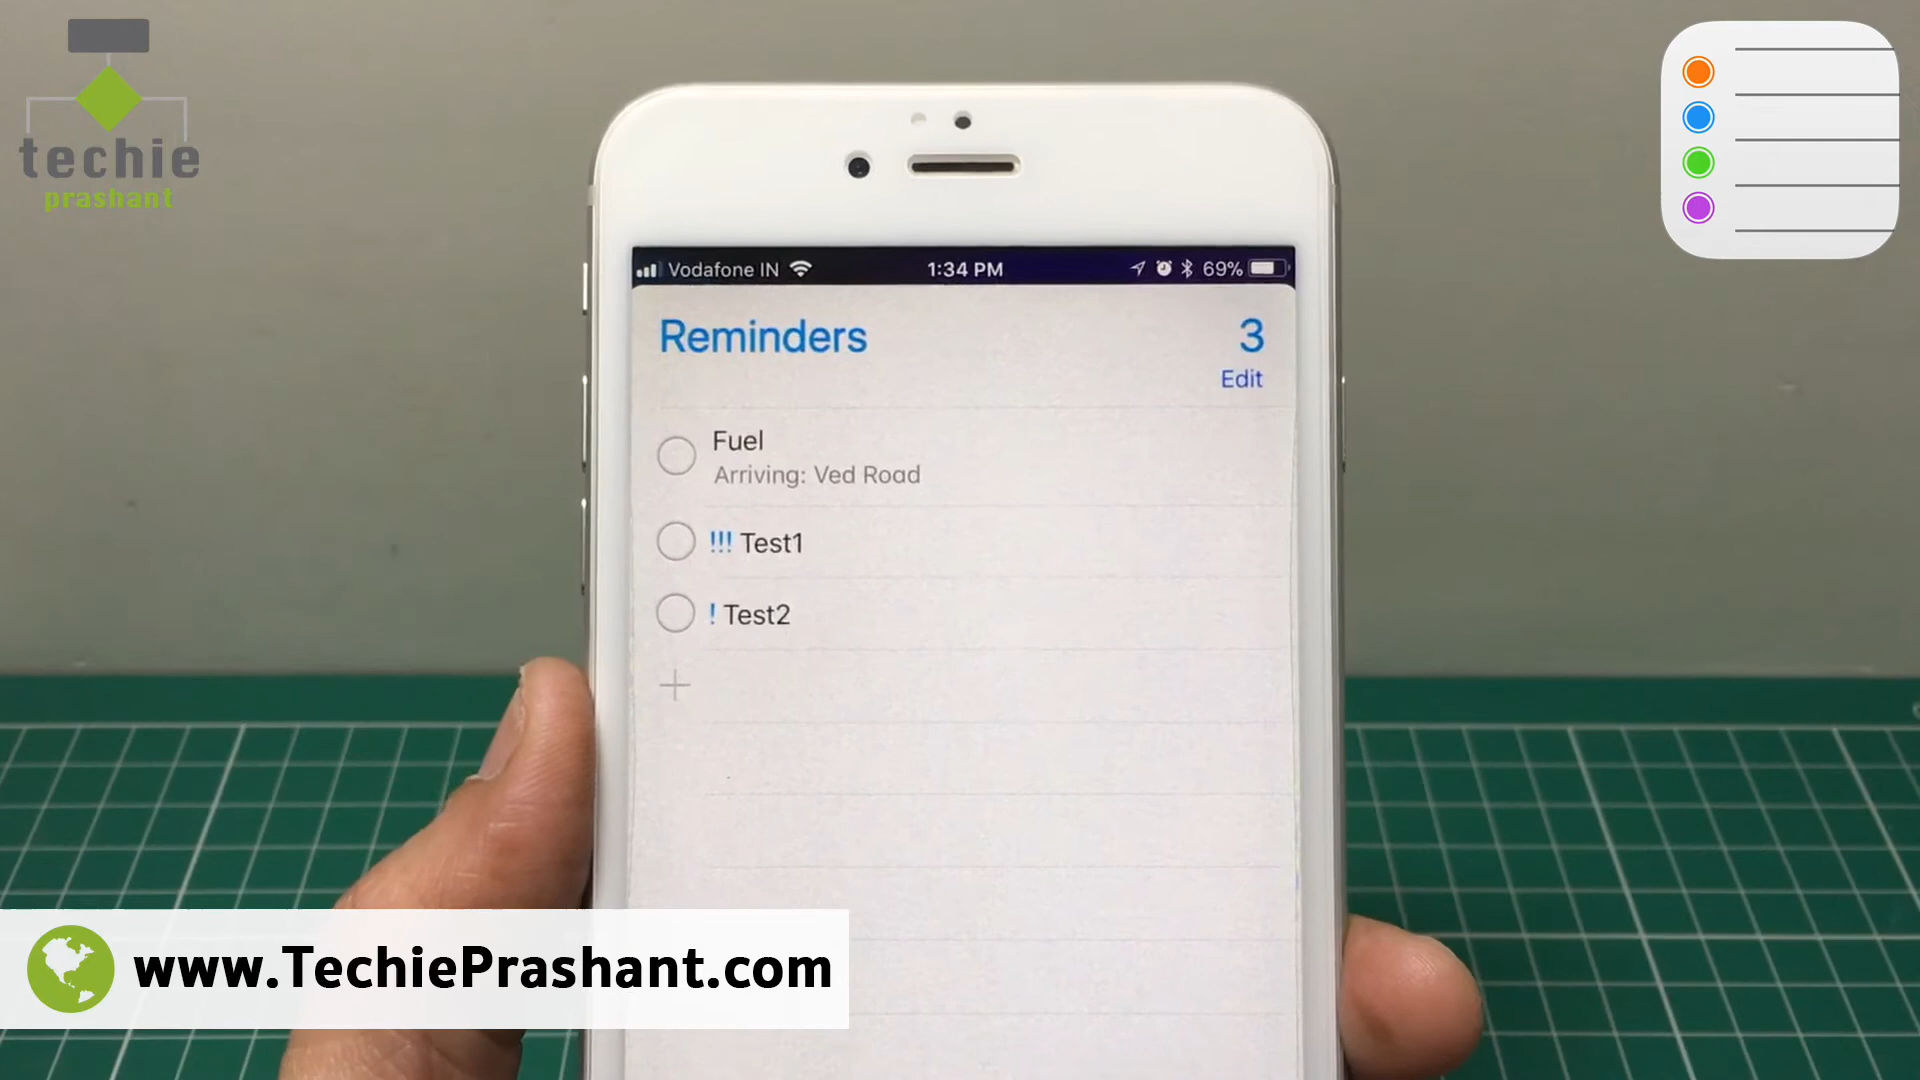 techie
prashant
Vodafone IN
1:34 PM
69%
Reminders
3
Edit
Fuel
Arriving: Ved Road
!!! Test1
! Test2
www.TechiePrashant.com